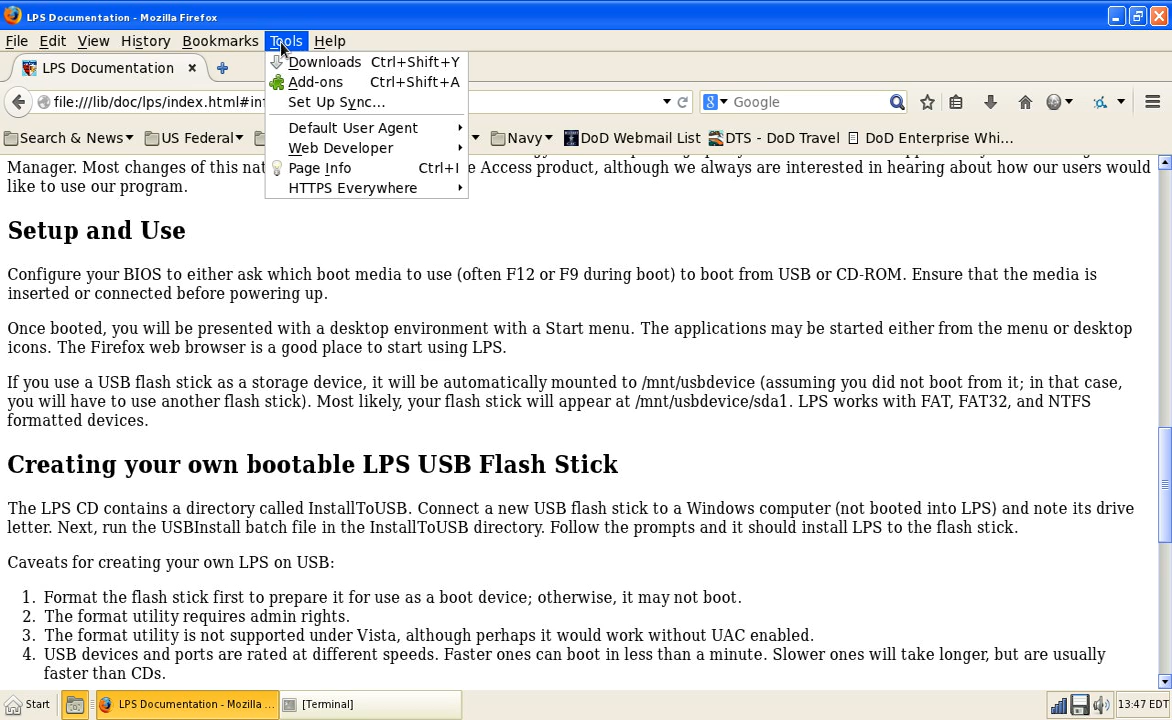 LPS Documentation - Mozilla Firefox
File Edit View History Bookmarks Tools Help
LPS Documentation
Downloads Ctrl+Shift+Y
Add-ons Ctrl+Shift+A
Set Up Sync...
Default User Agent
Web Developer
Page Info Ctrl+I
HTTPS Everywhere
file:///lib/doc/lps/index.html#inf
Google
Search & News US Federal Navy DoD Webmail List DTS - DoD Travel DoD Enterprise Whi...
Manager. Most changes of this nat e Access product, although we always are interested in hearing about how our users would
like to use our program.
Setup and Use
Configure your BIOS to either ask which boot media to use (often F12 or F9 during boot) to boot from USB or CD-ROM. Ensure that the media is
inserted or connected before powering up.
Once booted, you will be presented with a desktop environment with a Start menu. The applications may be started either from the menu or desktop
icons. The Firefox web browser is a good place to start using LPS.
If you use a USB flash stick as a storage device, it will be automatically mounted to /mnt/usbdevice (assuming you did not boot from it; in that case,
you will have to use another flash stick). Most likely, your flash stick will appear at /mnt/usbdevice/sda1. LPS works with FAT, FAT32, and NTFS
formatted devices.
Creating your own bootable LPS USB Flash Stick
The LPS CD contains a directory called InstallToUSB. Connect a new USB flash stick to a Windows computer (not booted into LPS) and note its drive
letter. Next, run the USBInstall batch file in the InstallToUSB directory. Follow the prompts and it should install LPS to the flash stick.
Caveats for creating your own LPS on USB:
1. Format the flash stick first to prepare it for use as a boot device; otherwise, it may not boot.
2. The format utility requires admin rights.
3. The format utility is not supported under Vista, although perhaps it would work without UAC enabled.
4. USB devices and ports are rated at different speeds. Faster ones can boot in less than a minute. Slower ones will take longer, but are usually
faster than CDs.
Start LPS Documentation - Mozilla ... [Terminal] 13:47 EDT